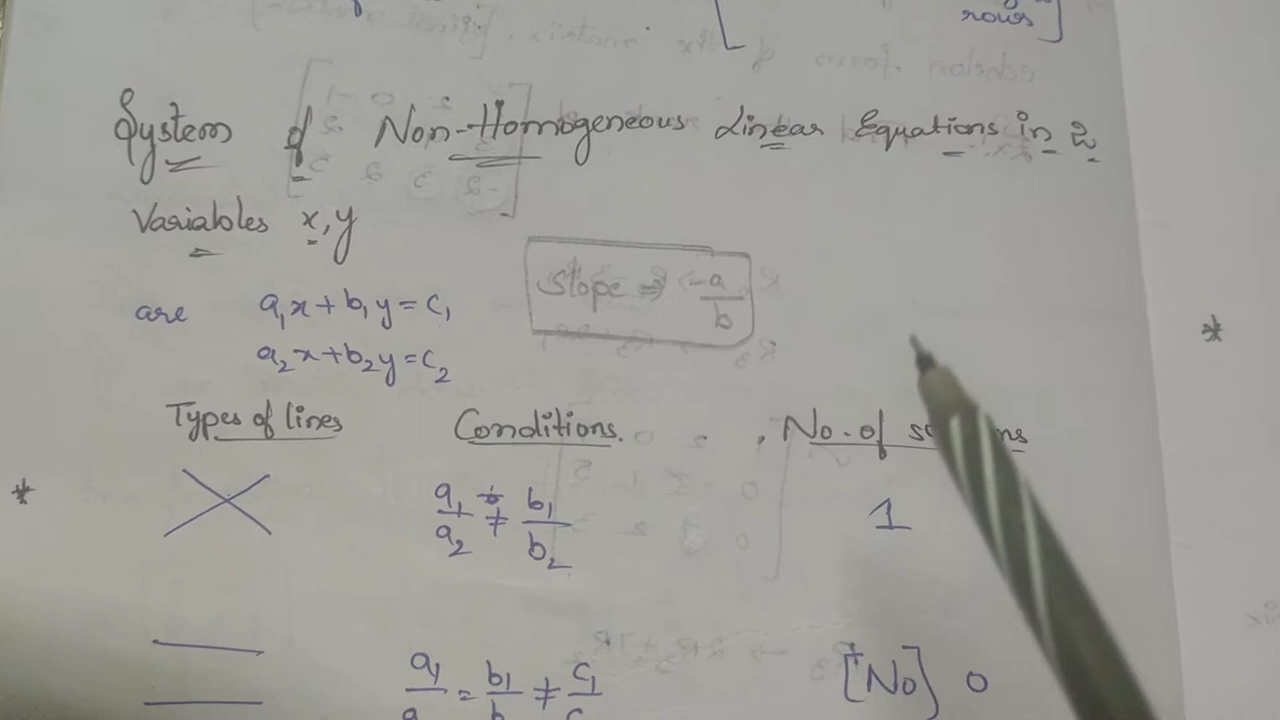 rows]
System of Non-Homogeneous Linear Equations in 2
Variables x, y
Slope ⇒ -a/b
are a₁x + b₁y = c₁
a₂x + b₂y = c₂
Types of lines Conditions. No. of
* a₁/a₂ ≠ b₁/b₂ 1
*
a₁/a = b₁/b ≠ c₁/c [No] 0